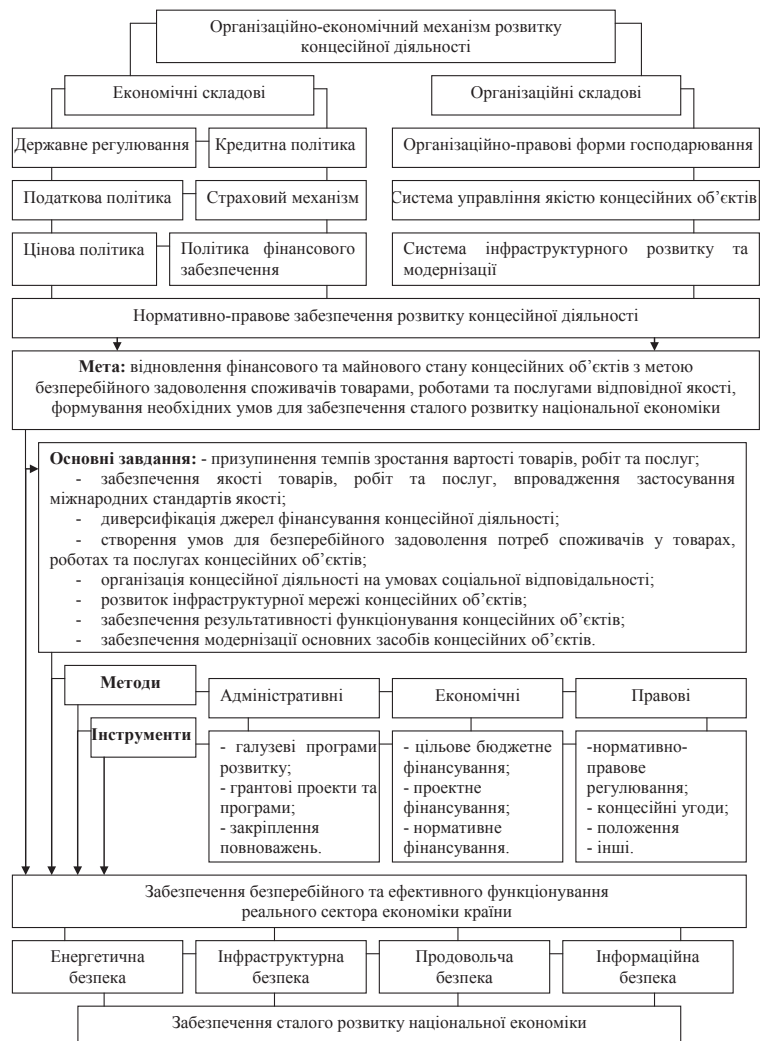 Організаційно-економічний механізм розвитку
концесійної діяльності
Економічні складові
Організаційні складові
Державне регулювання
Кредитна політика
Організаційно-правові форми господарювання
Податкова політика
Страховий механізм
Система управління якістю концесійних об’єктів
Цінова політика
Політика фінансового
забезпечення
Система інфраструктурного розвитку та
модернізації
Нормативно-правове забезпечення розвитку концесійної діяльності
Мета: відновлення фінансового та майнового стану концесійних об’єктів з метою
безперебійного задоволення споживачів товарами, роботами та послугами відповідної якості,
формування необхідних умов для забезпечення сталого розвитку національної економіки
Основні завдання: - призупинення темпів зростання вартості товарів, робіт та послуг;
- забезпечення якості товарів, робіт та послуг, впровадження застосування
міжнародних стандартів якості;
- диверсифікація джерел фінансування концесійної діяльності;
- створення умов для безперебійного задоволення потреб споживачів у товарах,
роботах та послугах концесійних об’єктів;
- організація концесійної діяльності на умовах соціальної відповідальності;
- розвиток інфраструктурної мережі концесійних об’єктів;
- забезпечення результативності функціонування концесійних об’єктів;
- забезпечення модернізації основних засобів концесійних об’єктів.
Методи
Адміністративні
Економічні
Правові
Інструменти
- галузеві програми
розвитку;
- грантові проекти та
програми;
- закріплення
повноважень.
- цільове бюджетне
фінансування;
- проектне
фінансування;
- нормативне
фінансування.
-нормативно-
правове
регулювання;
- концесійні угоди;
- положення
- інші.
Забезпечення безперебійного та ефективного функціонування
реального сектора економіки країни
Енергетична
безпека
Інфраструктурна
безпека
Продовольча
безпека
Інформаційна
безпека
Забезпечення сталого розвитку національної економіки